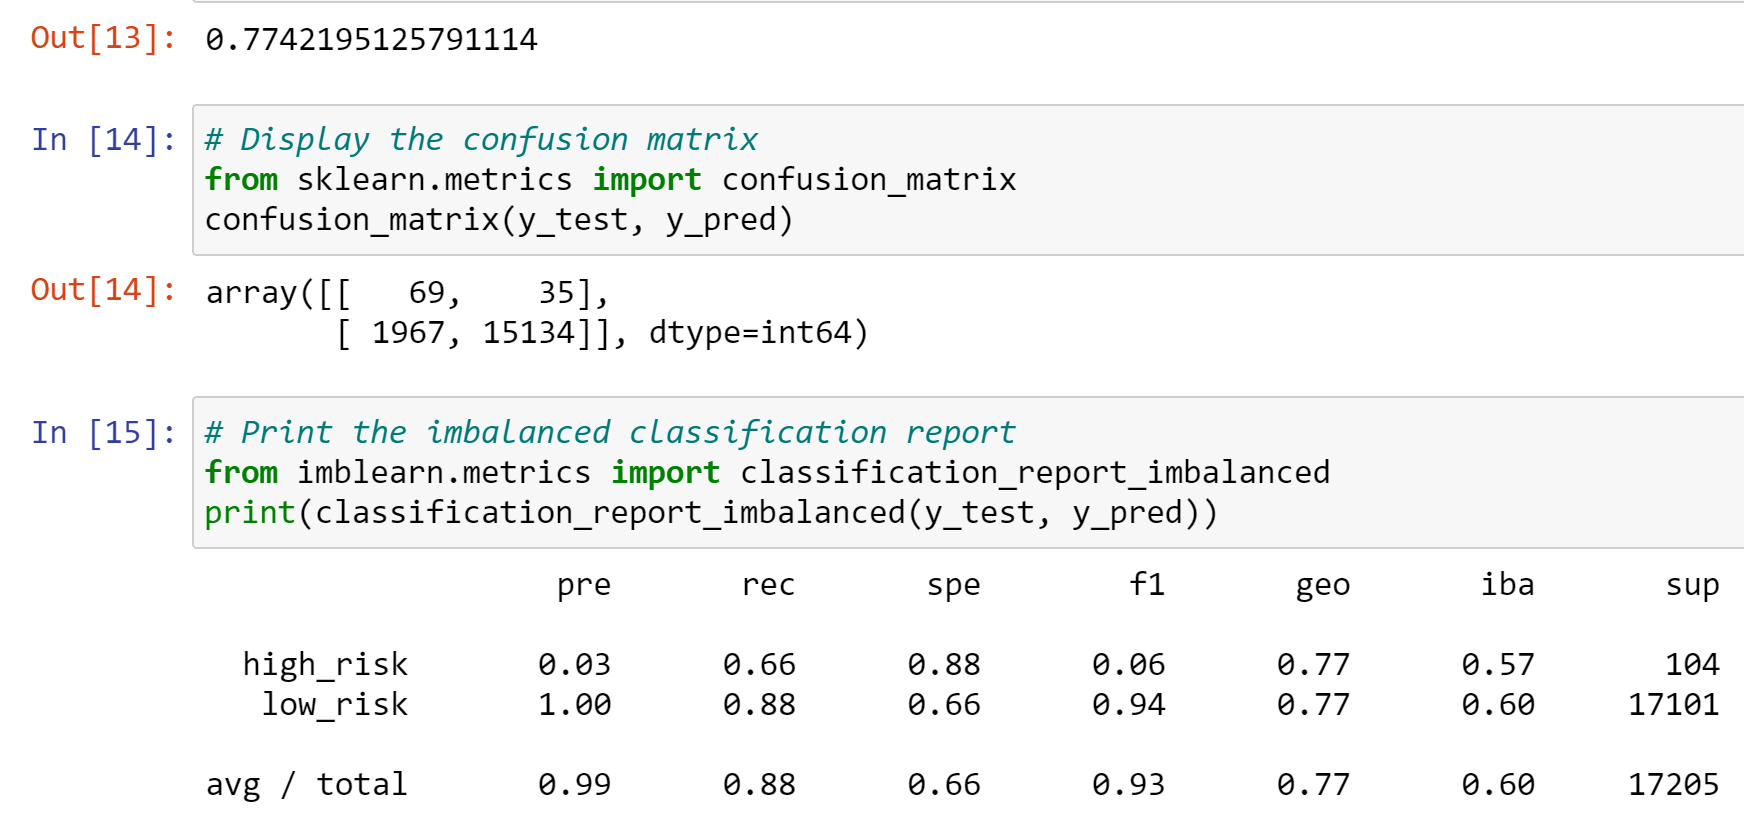 Out[13]: 0.7742195125791114
In [14]: # Display the confusion matrix
from sklearn.metrics import confusion_matrix
confusion_matrix(y_test, y_pred)
Out[14]: array([[   69,    35],
       [ 1967, 15134]], dtype=int64)
In [15]: # Print the imbalanced classification report
from imblearn.metrics import classification_report_imbalanced
print(classification_report_imbalanced(y_test, y_pred))
pre rec spe f1 geo iba sup
high_risk 0.03 0.66 0.88 0.06 0.77 0.57 104
low_risk 1.00 0.88 0.66 0.94 0.77 0.60 17101
avg / total 0.99 0.88 0.66 0.93 0.77 0.60 17205